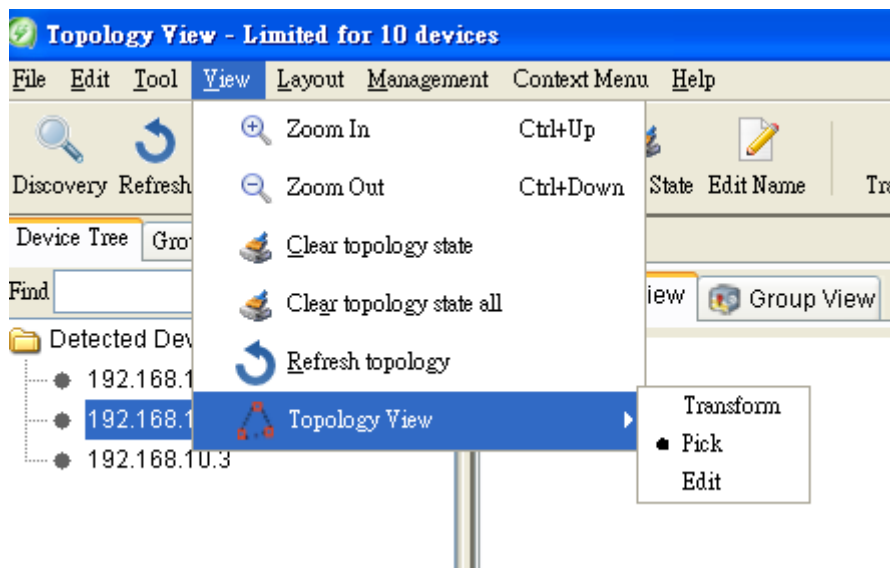 Topology View - Limited for 10 devices
File Edit Tool View Layout Management Context Menu Help
Discovery Refresh State Edit Name
Zoom In Ctrl+Up
Zoom Out Ctrl+Down
Clear topology state
Clear topology state all
Refresh topology
Topology View
Transform
Pick
Edit
Device Tree
Find
Group View
Detected
192.168.10.3